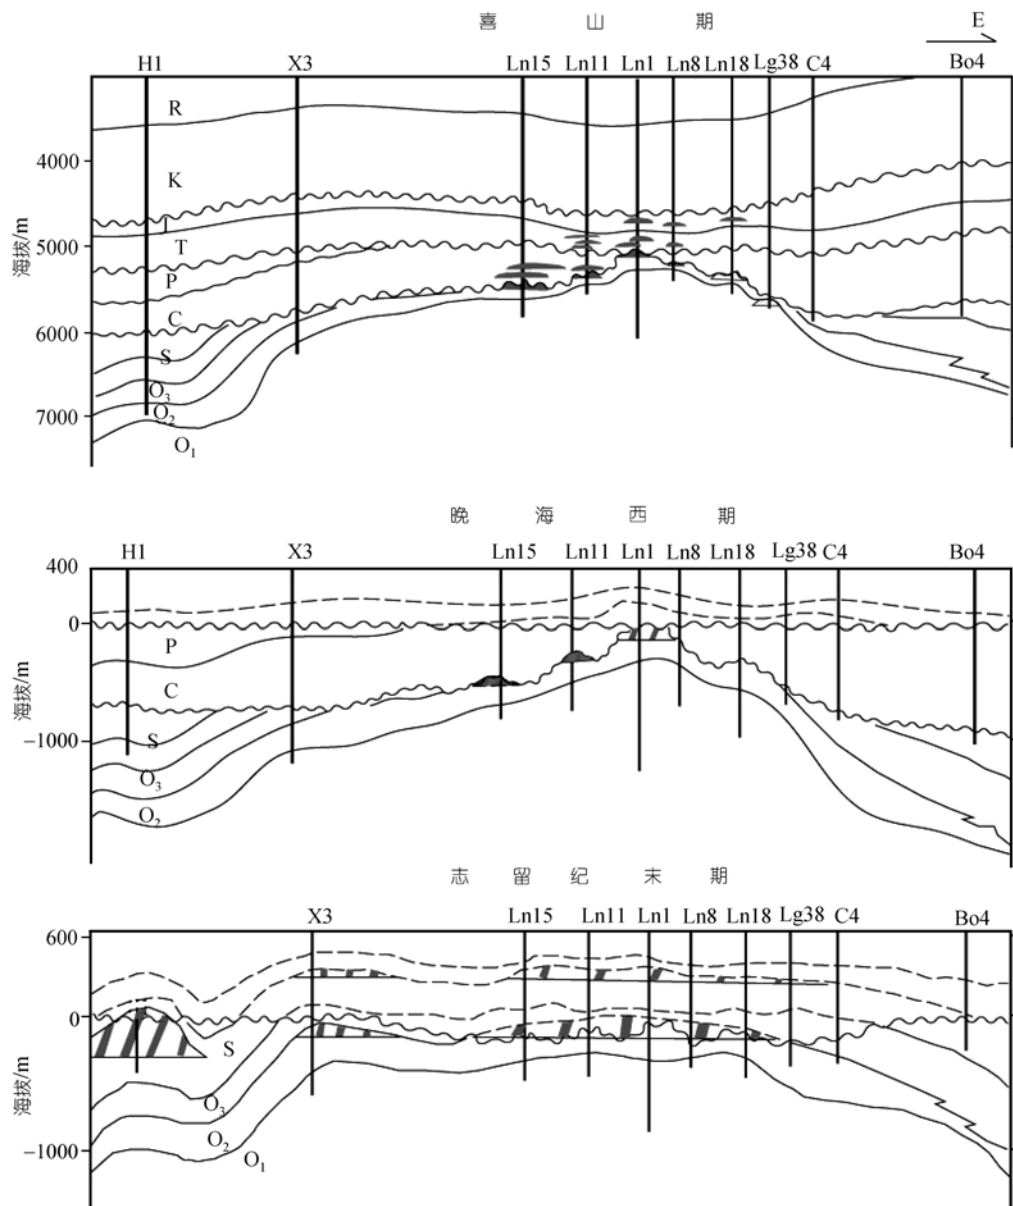 喜 山 期
E
H1 X3 Ln15 Ln11 Ln1 Ln8 Ln18 Lg38 C4 Bo4
R
4000
K
J
5000
T
P
C
6000
S
O₃
O₂
7000
O₁
海拔/m
晚 海 西 期
H1 X3 Ln15 Ln11 Ln1 Ln8 Ln18 Lg38 C4 Bo4
400
0
P
C
−1000
S
O₃
O₂
海拔/m
志 留 纪 末 期
X3 Ln15 Ln11 Ln1 Ln8 Ln18 Lg38 C4 Bo4
600
0
S
O₃
O₂
−1000
O₁
海拔/m